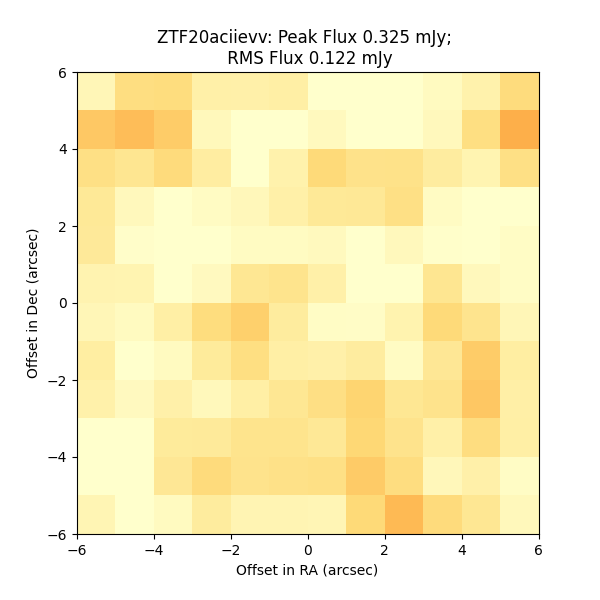 ZTF20aciievv: Peak Flux 0.325 mJy;
RMS Flux 0.122 mJy
6
4
2
0
−2
−4
−6
Offset in Dec (arcsec)
−6 −4 −2 0 2 4 6
Offset in RA (arcsec)